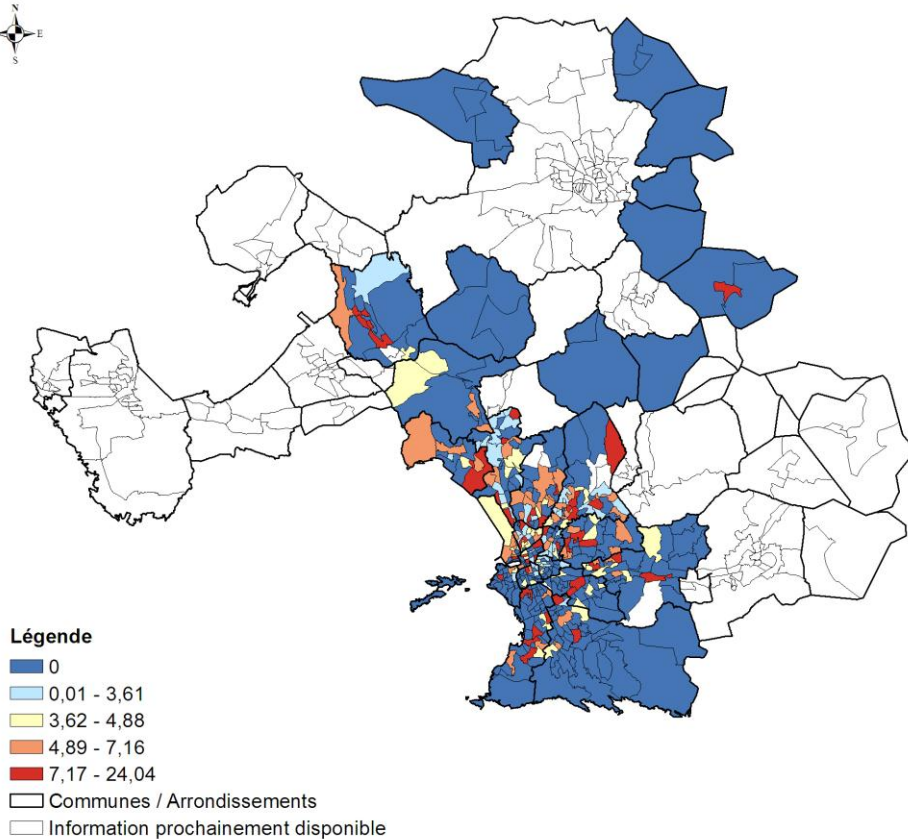 E
S
Légende
0
0,01 - 3,61
3,62 - 4,88
4,89 - 7,16
7,17 - 24,04
Communes / Arrondissements
Information prochainement disponible